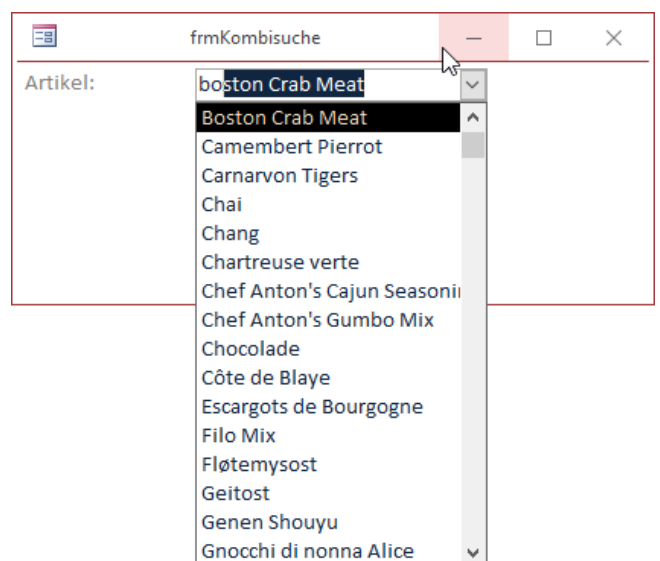 frmKombisuche
Artikel:
boston Crab Meat
Boston Crab Meat
Camembert Pierrot
Carnarvon Tigers
Chai
Chang
Chartreuse verte
Chef Anton's Cajun
Chef Anton's Gumbo Mix
Chocolade
Côte de Blaye
Escargots de Bourgogne
Filo Mix
Fløtemysost
Geitost
Genen Shouyu
Gnocchi di nonna Alice